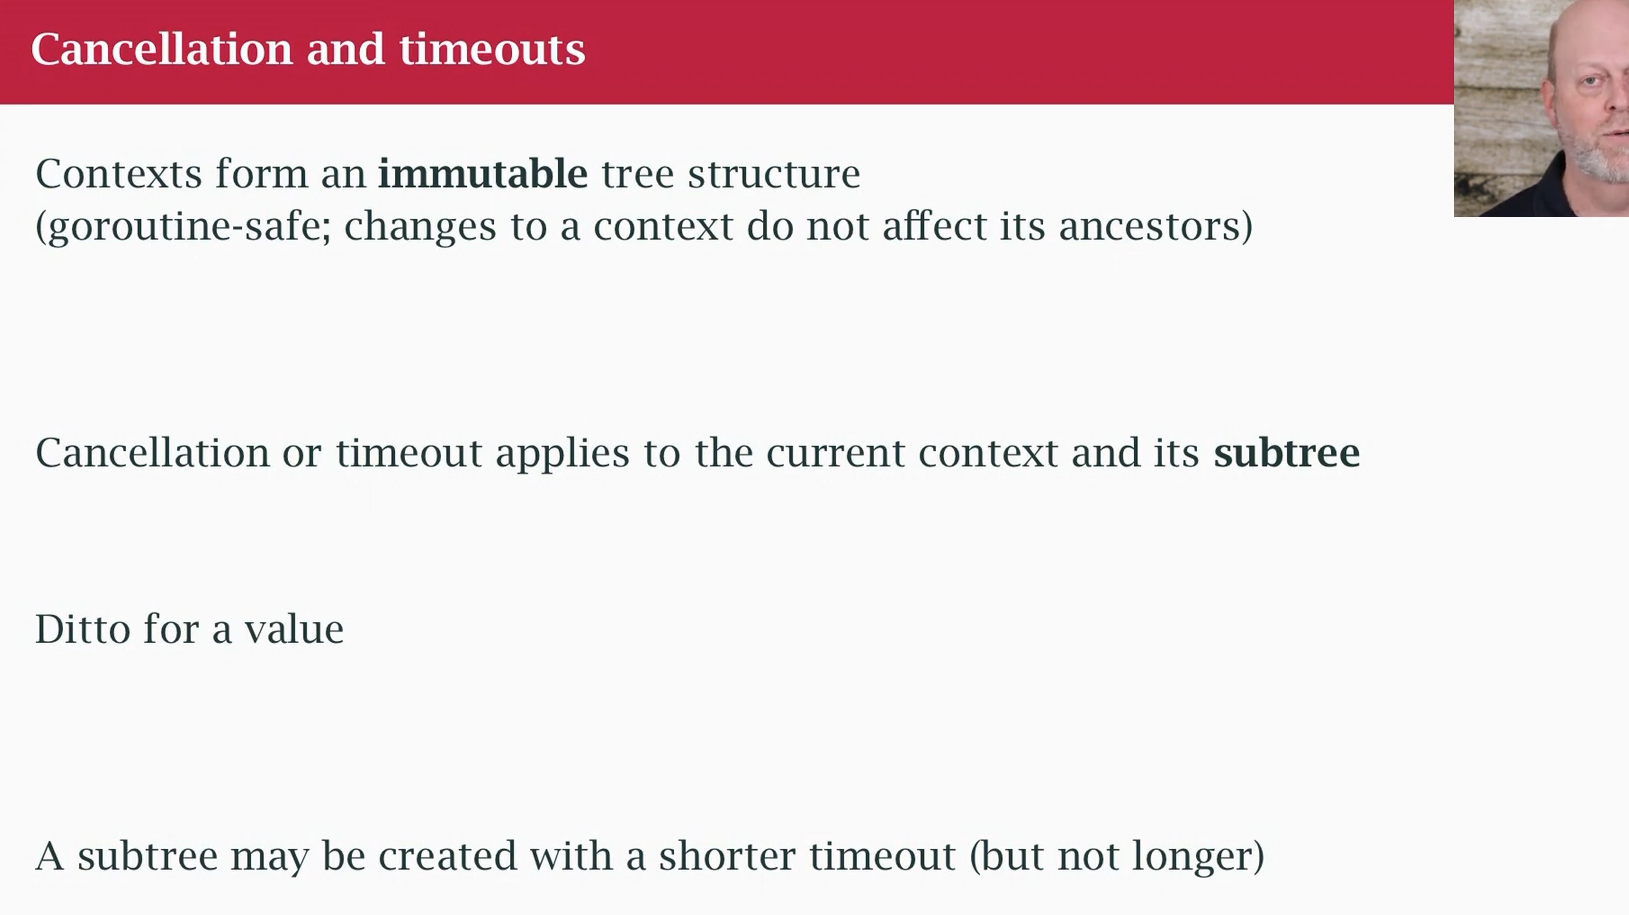 Cancellation and timeouts
Contexts form an immutable tree structure
(goroutine-safe; changes to a context do not affect its ancestors)
Cancellation or timeout applies to the current context and its subtree
Ditto for a value
A subtree may be created with a shorter timeout (but not longer)